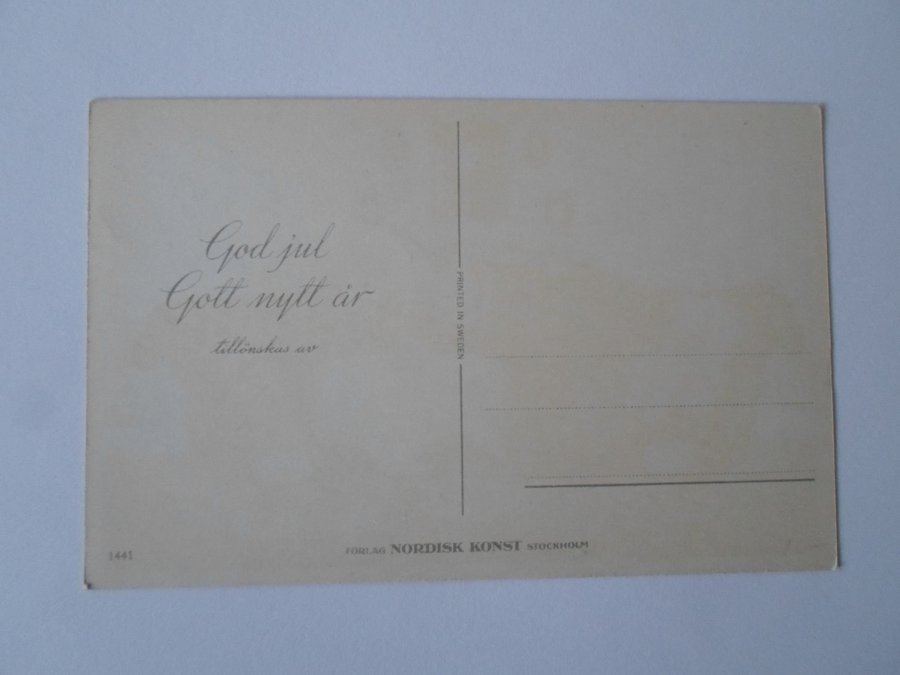 God jul
Gott nytt år
tillönskas av
PRINTED IN SWEDEN
1441
FÖRLAG NORDISK KONST STOCKHOLM